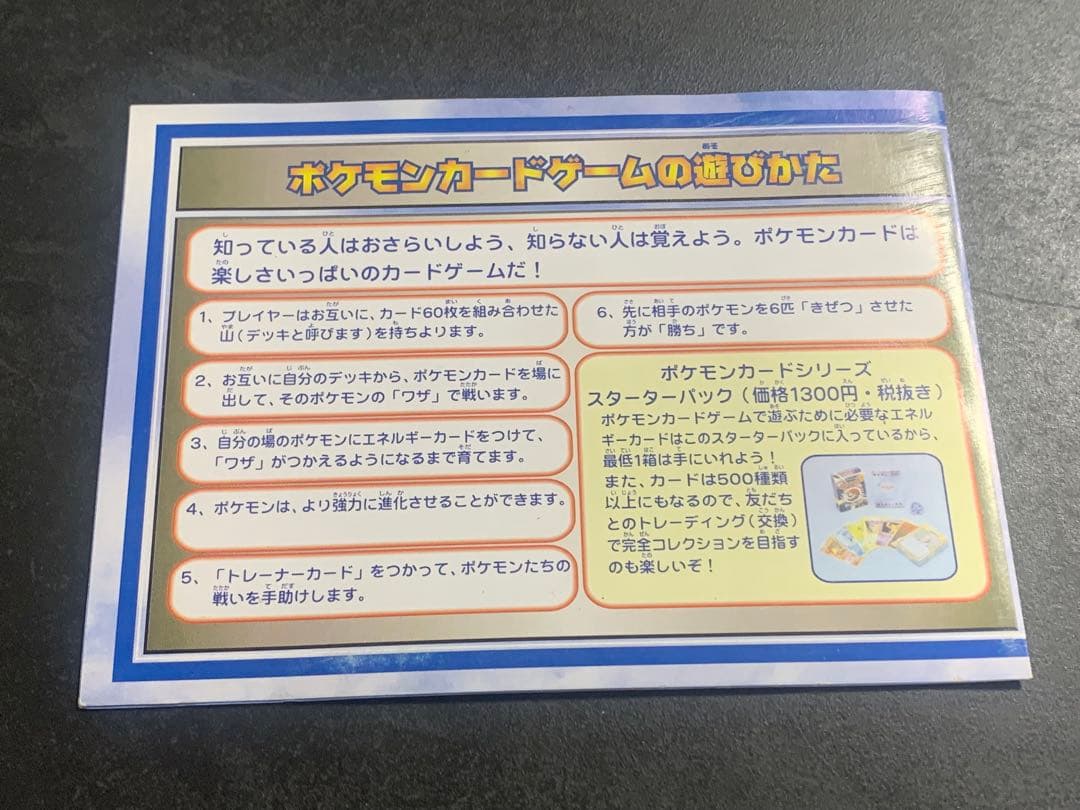 ポケモンカードゲームの遊びかた
知っている人はおさらいしよう、知らない人は覚えよう。ポケモンカードは
楽しさいっぱいのカードゲームだ！
1、プレイヤーはお互いに、カード60枚を組み合わせた
山（デッキと呼びます）を持ちよります。
2、お互いに自分のデッキから、ポケモンカードを場に
出して、そのポケモンの「ワザ」で戦います。
3、自分の場のポケモンにエネルギーカードをつけて、
「ワザ」がつかえるようになるまで育てます。
4、ポケモンは、より強力に進化させることができます。
5、「トレーナーカード」をつかって、ポケモンたちの
戦いを手助けします。
6、先に相手のポケモンを6匹「きぜつ」させた
方が「勝ち」です。
ポケモンカードシリーズ
スターターパック（価格1300円・税抜き）
ポケモンカードゲームで遊ぶために必要なエネル
ギーカードはこのスターターパックに入っているから、
最低1箱は手にいれよう！
また、カードは500種類
以上にもなるので、友だち
とのトレーディング（交換）
で完全コレクションを目指す
のも楽しいぞ！